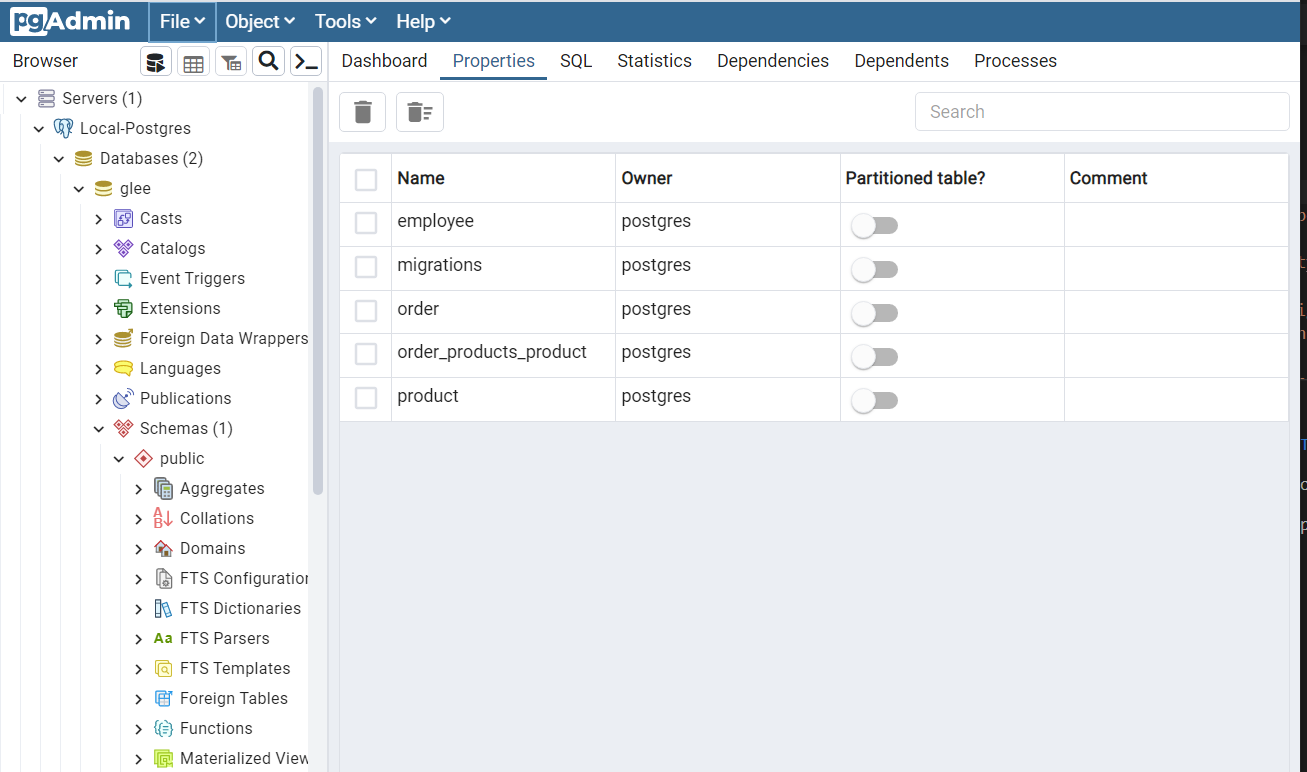 pgAdmin File Object Tools Help
Browser
Dashboard Properties SQL Statistics Dependencies Dependents Processes
Servers (1)
Local-Postgres
Databases (2)
glee
Casts
Catalogs
Event Triggers
Extensions
Foreign Data Wrappers
Languages
Publications
Schemas (1)
public
Aggregates
Collations
Domains
FTS Configuration
FTS Dictionaries
Aa FTS Parsers
FTS Templates
Foreign Tables
Functions
Materialized View
Search
Name Owner Partitioned table? Comment
employee postgres
migrations postgres
order postgres
order_products_product postgres
product postgres